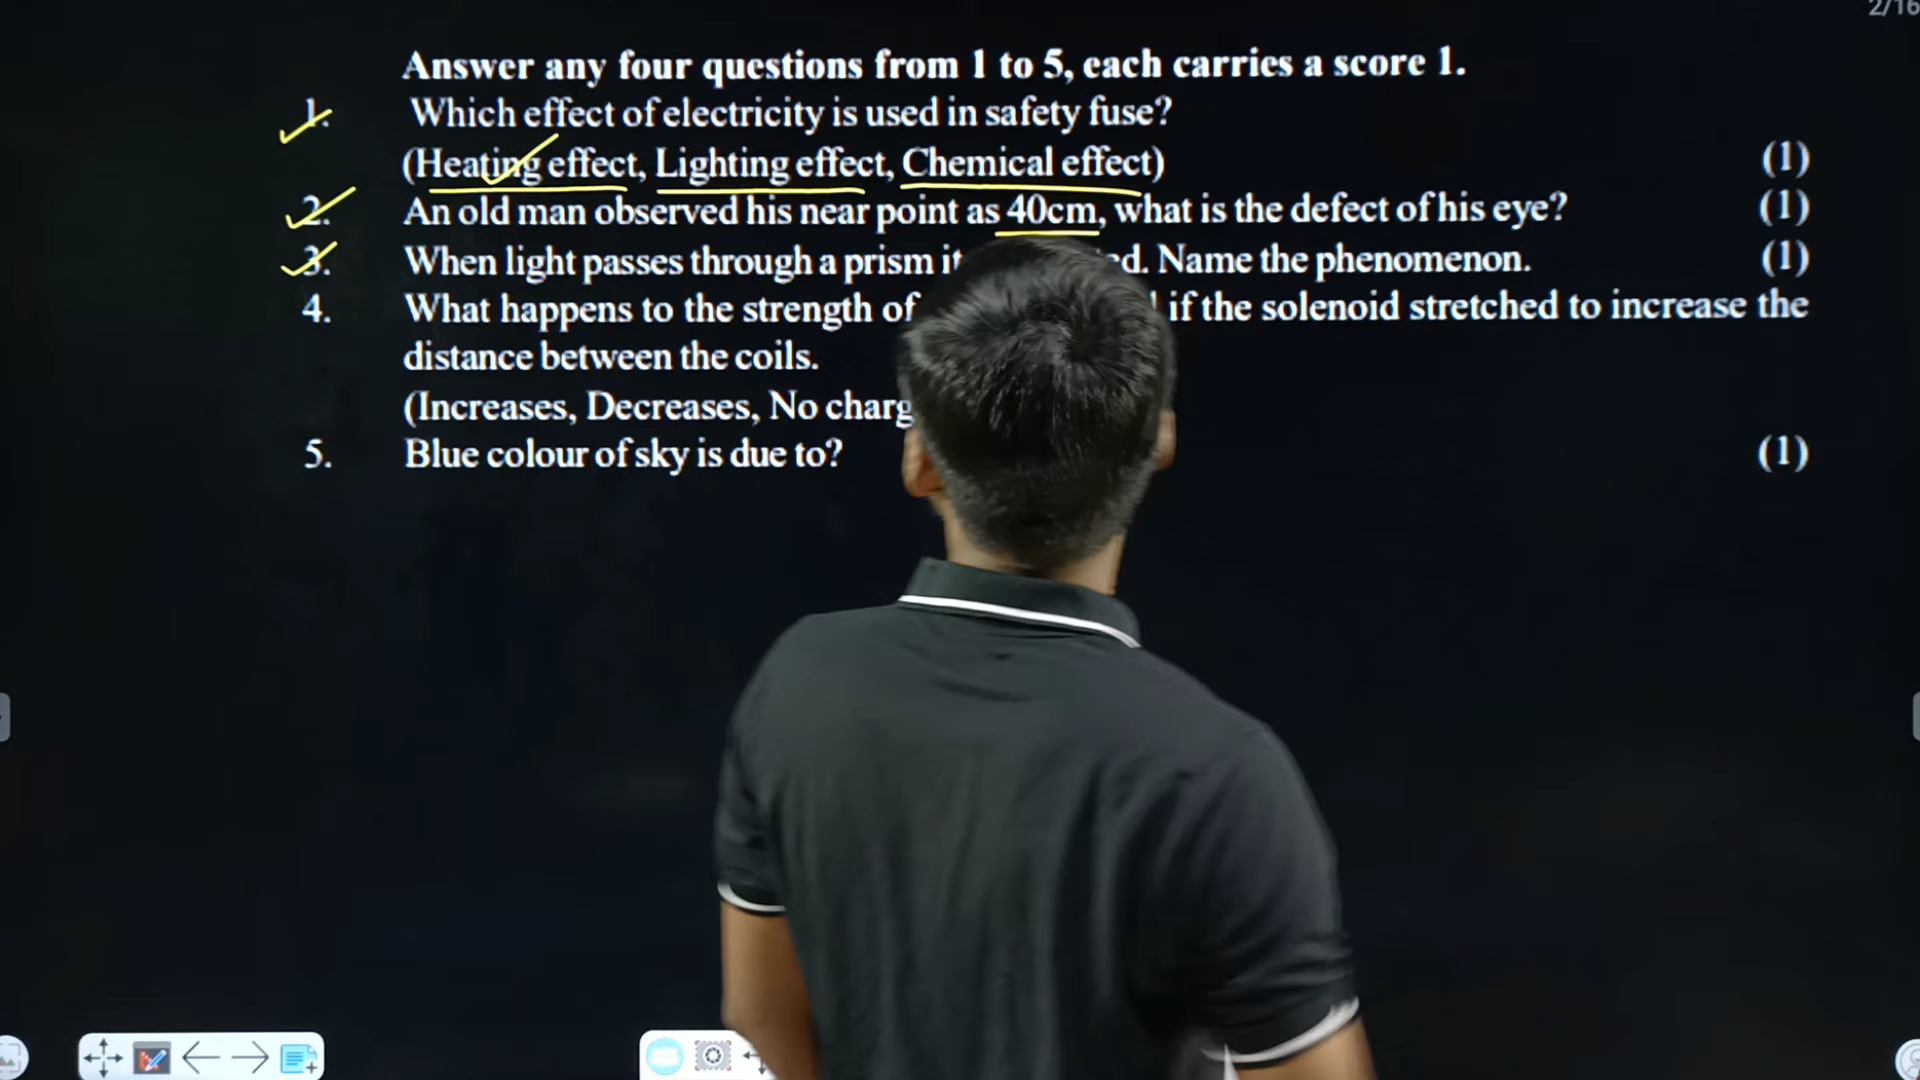 2/16
Answer any four questions from 1 to 5, each carries a score 1.
1. Which effect of electricity is used in safety fuse?
(Heating effect, Lighting effect, Chemical effect) (1)
2. An old man observed his near point as 40cm, what is the defect of his eye? (1)
3. When light passes through a prism it d. Name the phenomenon. (1)
4. What happens to the strength of if the solenoid stretched to increase the
distance between the coils.
(Increases, Decreases, No charg
5. Blue colour of sky is due to? (1)